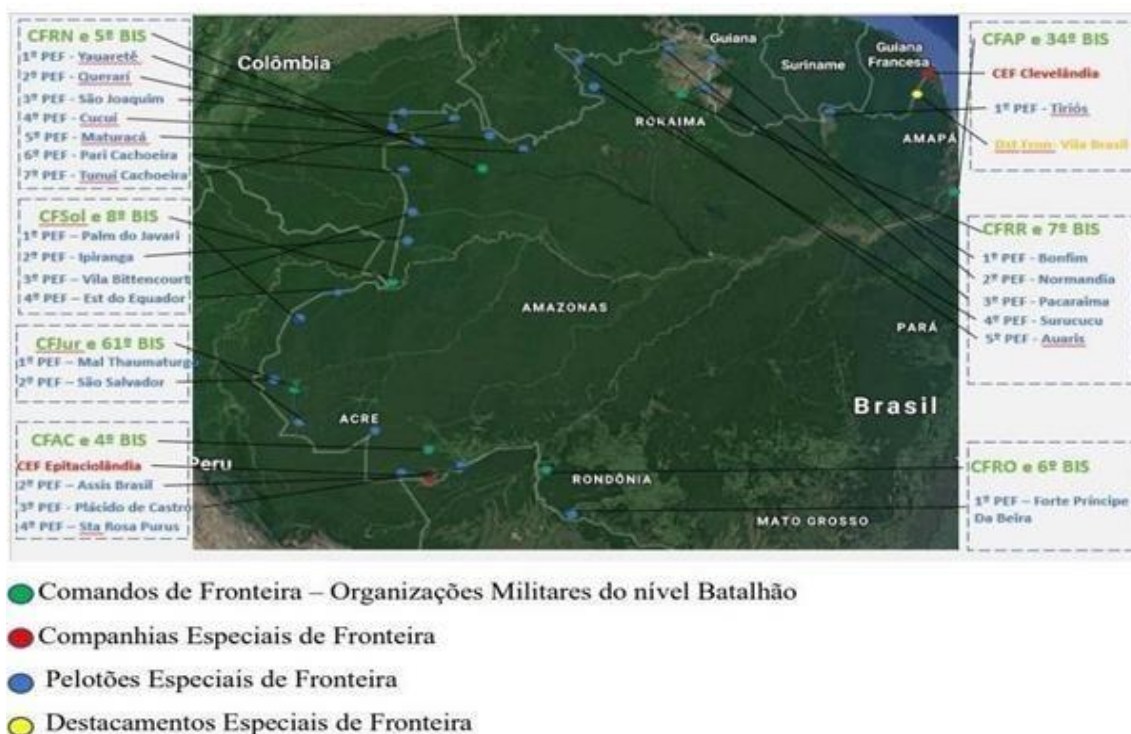 CFRN e 5º BIS
1º PEF - Yauaretê
2º PEF - Querari
3º PEF - São Joaquim
4º PEF - Cucui
5º PEF - Maturacá
6º PEF - Pari Cachoeira
7º PEF - Tunui Cachoeira
CFSol e 8º BIS
1º PEF – Palm do Javari
2º PEF - Ipiranga
3º PEF – Vila Bittencourt
4º PEF – Est do Equador
CFJur e 61º BIS
1º PEF – Mal Thaumaturgo
2º PEF – São Salvador
CFAC e 4º BIS
CEF Epitaciolândia
2º PEF – Assis Brasil
3º PEF - Plácido de Castro
4º PEF – Sta Rosa Purus
Colômbia
Guiana
Suriname
Guiana
Francesa
RORAIMA
AMAPÁ
AMAZONAS
PARÁ
Brasil
ACRE
Peru
RONDÔNIA
MATO GROSSO
CFAP e 34º BIS
CEF Clevelândia
1º PEF - Tiriós
Dst Fron- Vila Brasil
CFRR e 7º BIS
1º PEF - Bonfim
2º PEF - Normandia
3º PEF - Pacaraima
4º PEF - Surucucu
5º PEF - Auaris
CFRO e 6º BIS
1º PEF – Forte Príncipe
Da Beira
Comandos de Fronteira – Organizações Militares do nível Batalhão
Companhias Especiais de Fronteira
Pelotões Especiais de Fronteira
Destacamentos Especiais de Fronteira